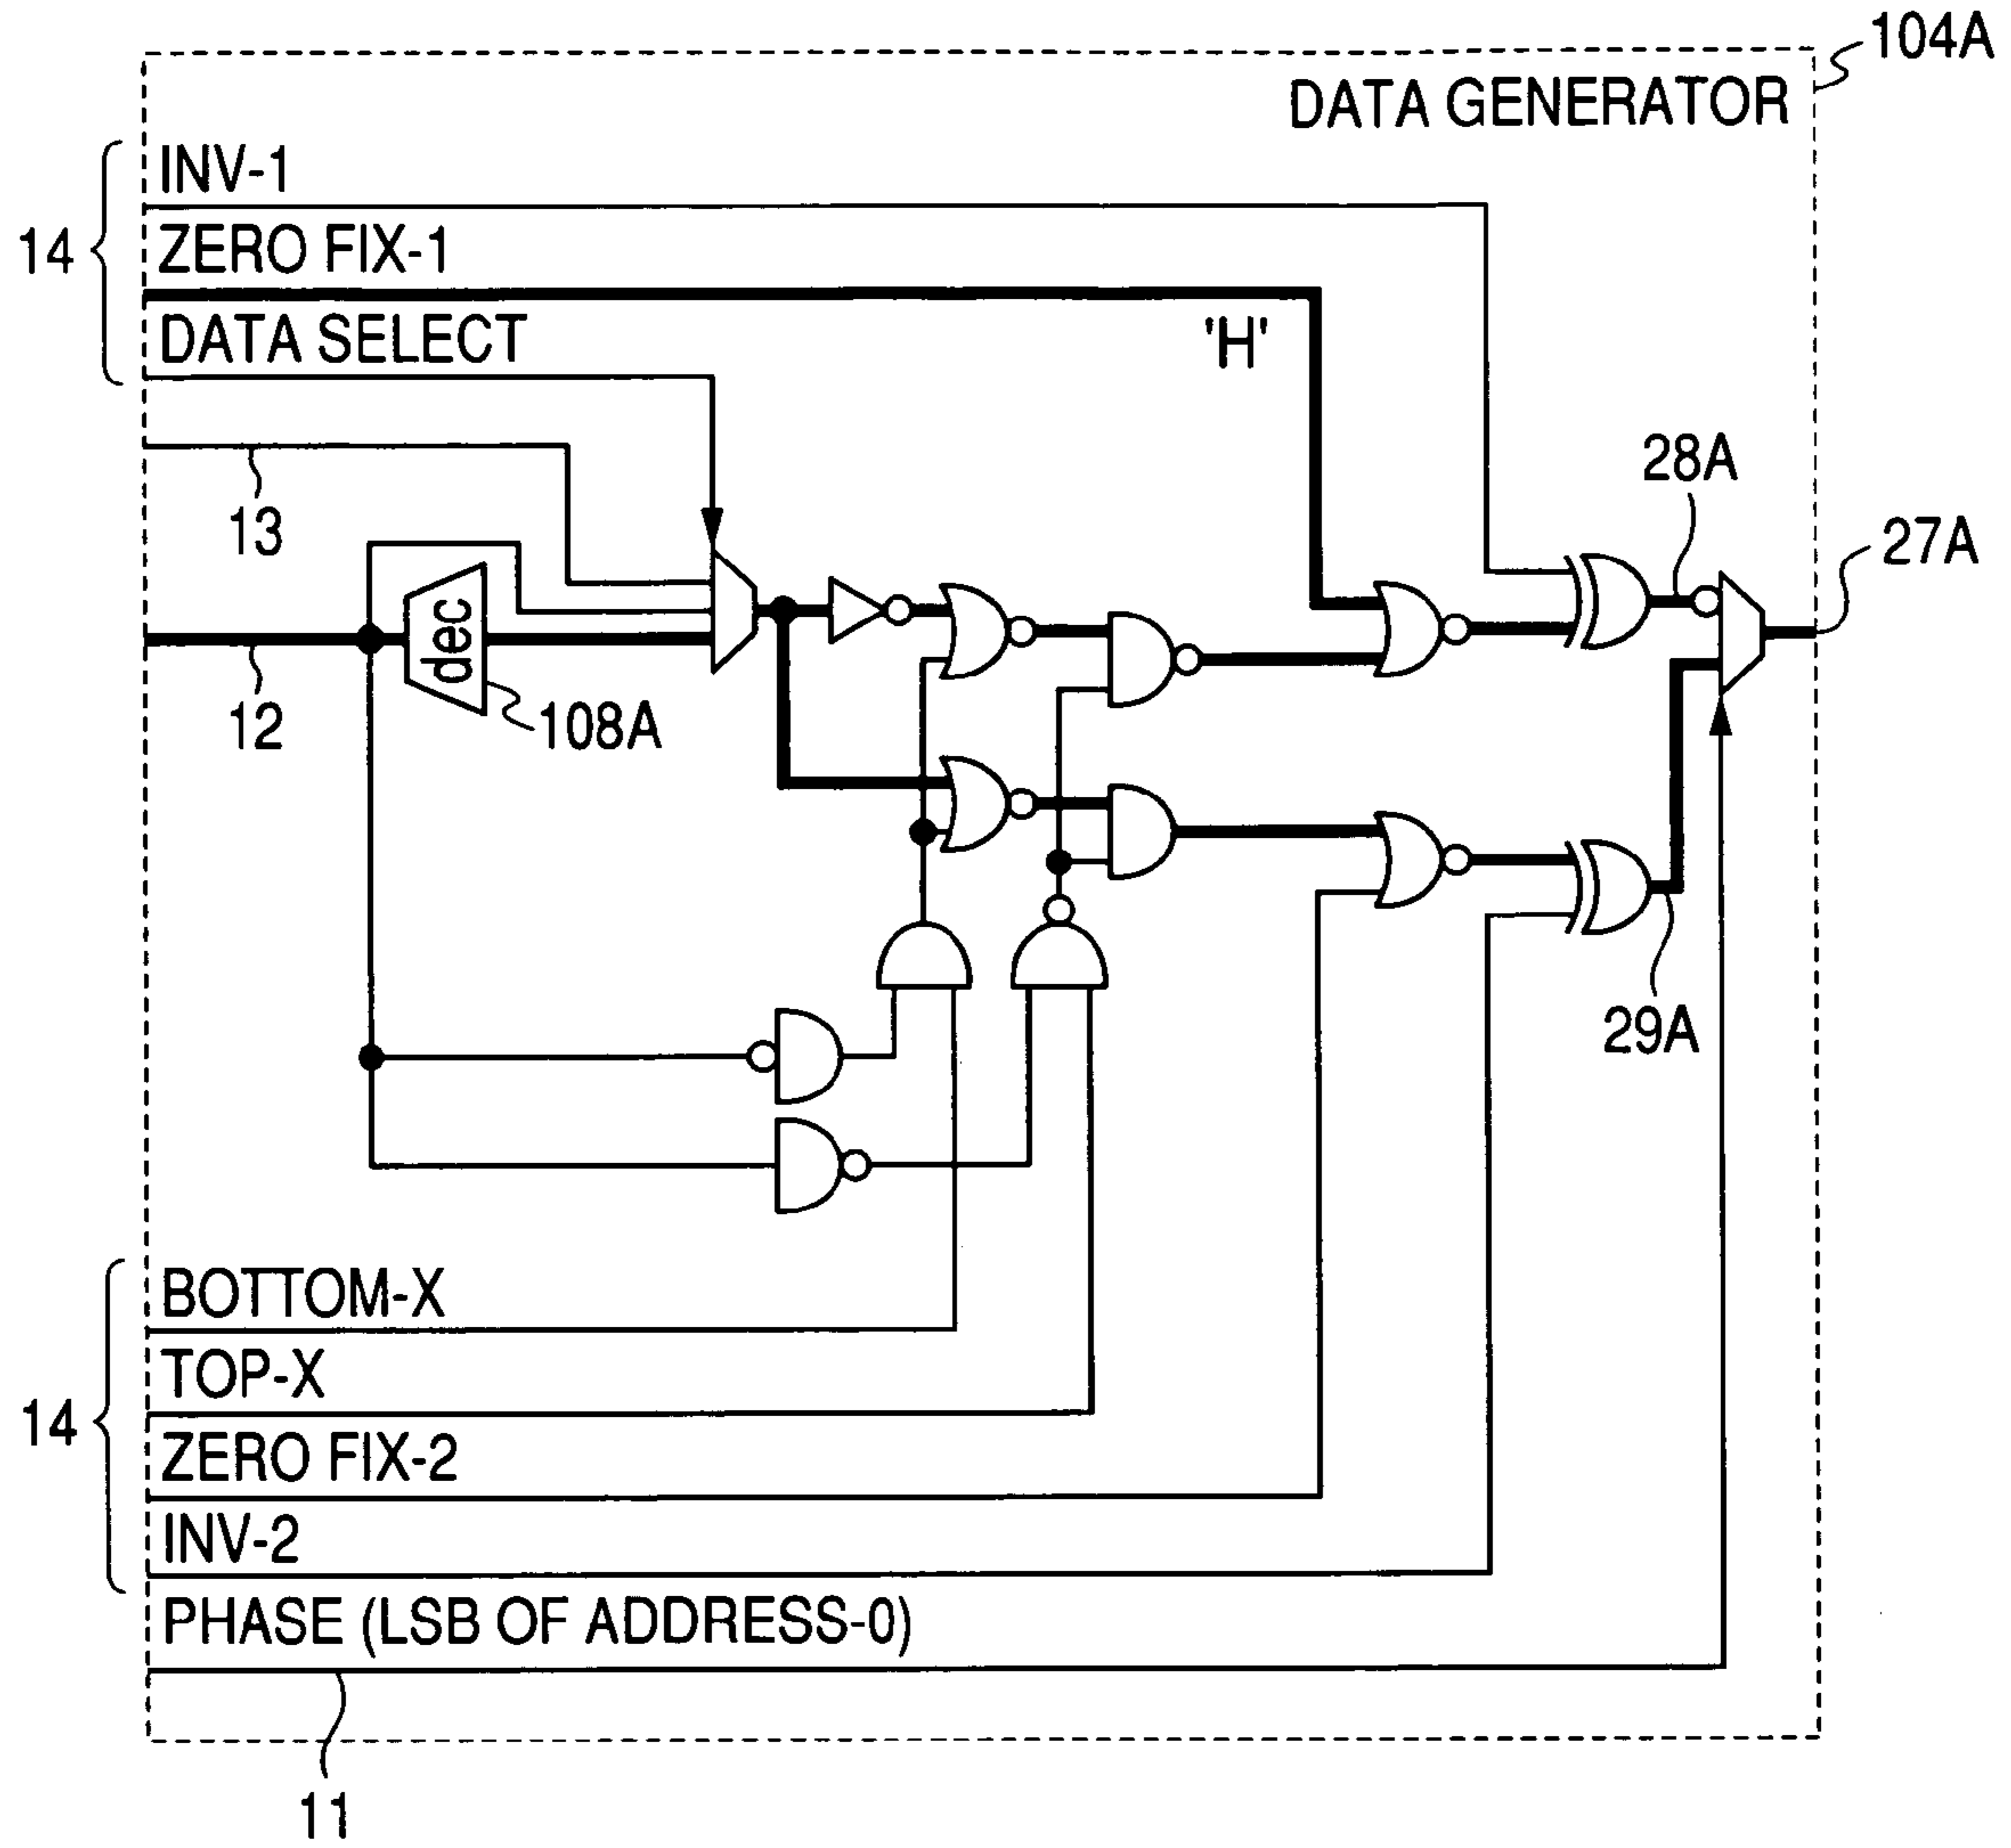 104A
DATA GENERATOR
INV-1
14
ZERO FIX-1
DATA SELECT
'H'
28A
13
27A
dec
12
108A
29A
BOTTOM-X
TOP-X
14
ZERO FIX-2
INV-2
PHASE (LSB OF ADDRESS-0)
11